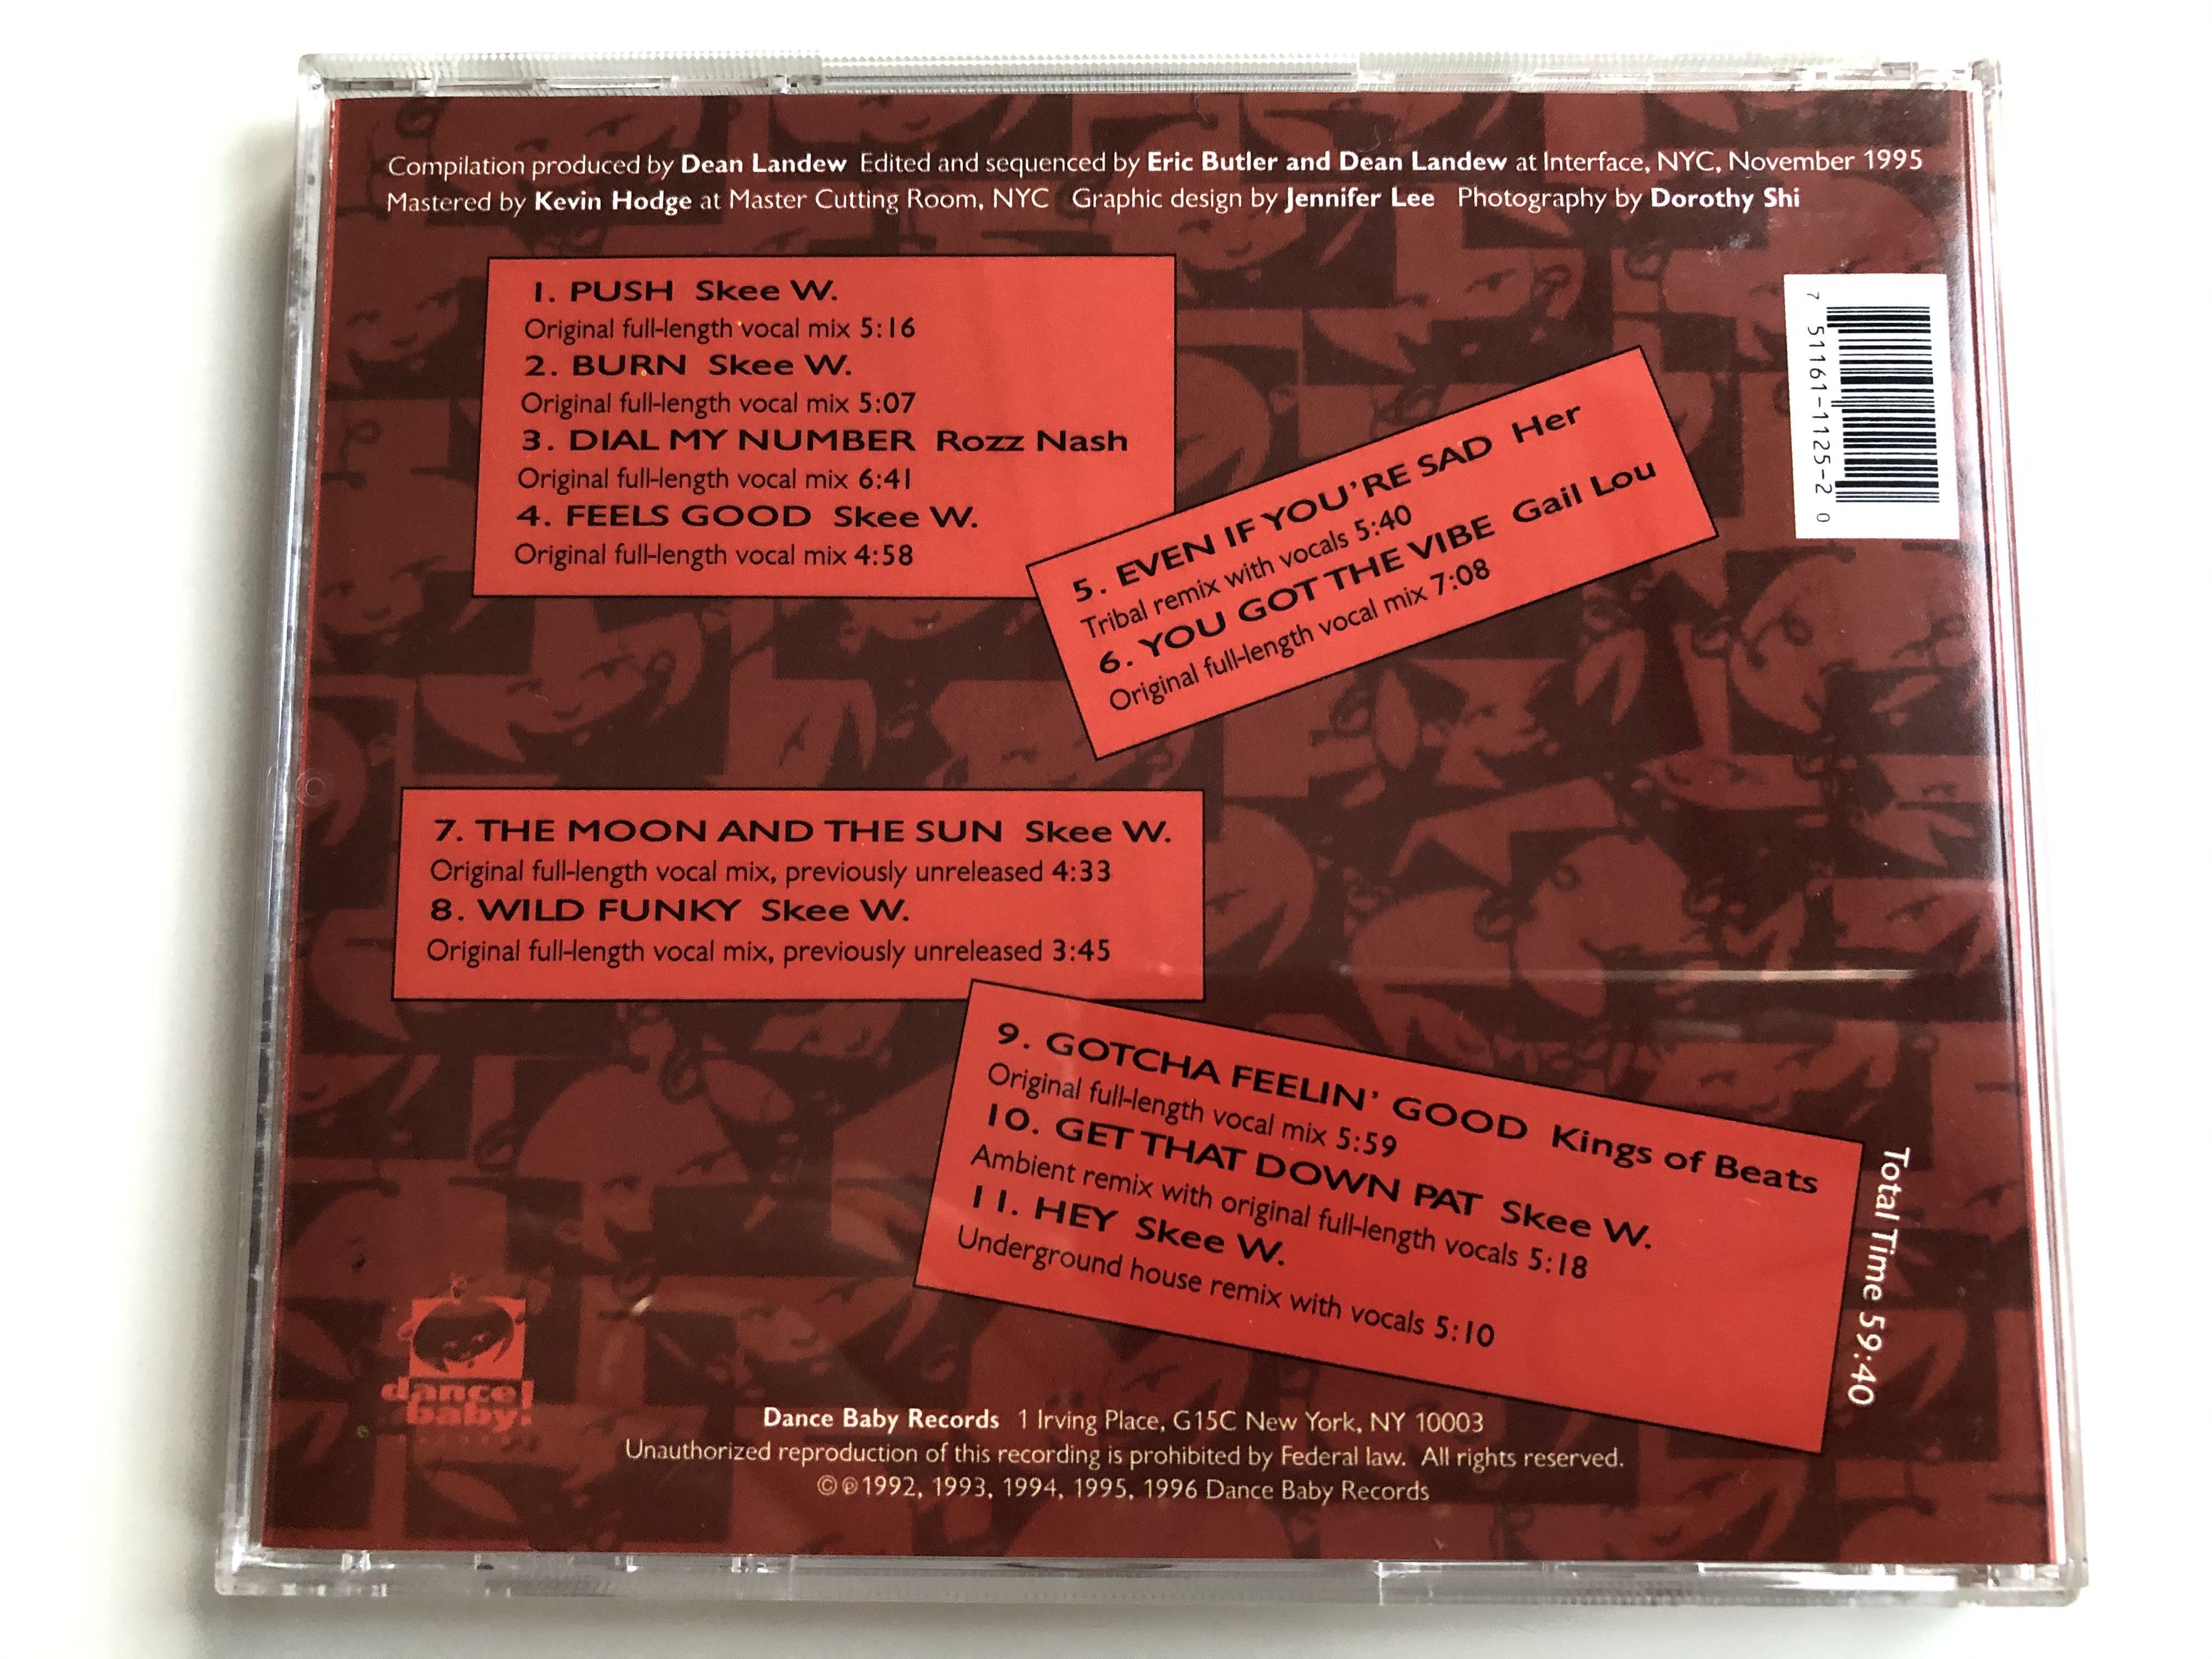 Compilation produced by Dean Landew Edited and sequenced by Eric Butler and Dean Landew at Interface, NYC, November 1995
Mastered by Kevin Hodge at Master Cutting Room, NYC Graphic design by Jennifer Lee Photography by Dorothy Shi
1. PUSH Skee W.
Original full-length vocal mix 5:16
2. BURN Skee W.
Original full-length vocal mix 5:07
3. DIAL MY NUMBER Rozz Nash
Original full-length vocal mix 6:41
4. FEELS GOOD Skee W.
Original full-length vocal mix 4:58
5. EVEN IF YOU'RE SAD Her
Tribal remix with vocals 5:40
6. YOU GOT THE VIBE Gail Lou
Original full-length vocal mix 7:08
7 51161-1125-2 0
7. THE MOON AND THE SUN Skee W.
Original full-length vocal mix, previously unreleased 4:33
8. WILD FUNKY Skee W.
Original full-length vocal mix, previously unreleased 3:45
9. GOTCHA FEELIN' GOOD Kings of Beats
Original full-length vocal mix 5:59
10. GET THAT DOWN PAT Skee W.
Ambient remix with original full-length vocals 5:18
11. HEY Skee W.
Underground house remix with vocals 5:10
Total Time 59:40
dance!
baby!
Dance Baby Records 1 Irving Place, G15C New York, NY 10003
Unauthorized reproduction of this recording is prohibited by Federal law. All rights reserved.
©℗1992, 1993, 1994, 1995, 1996 Dance Baby Records